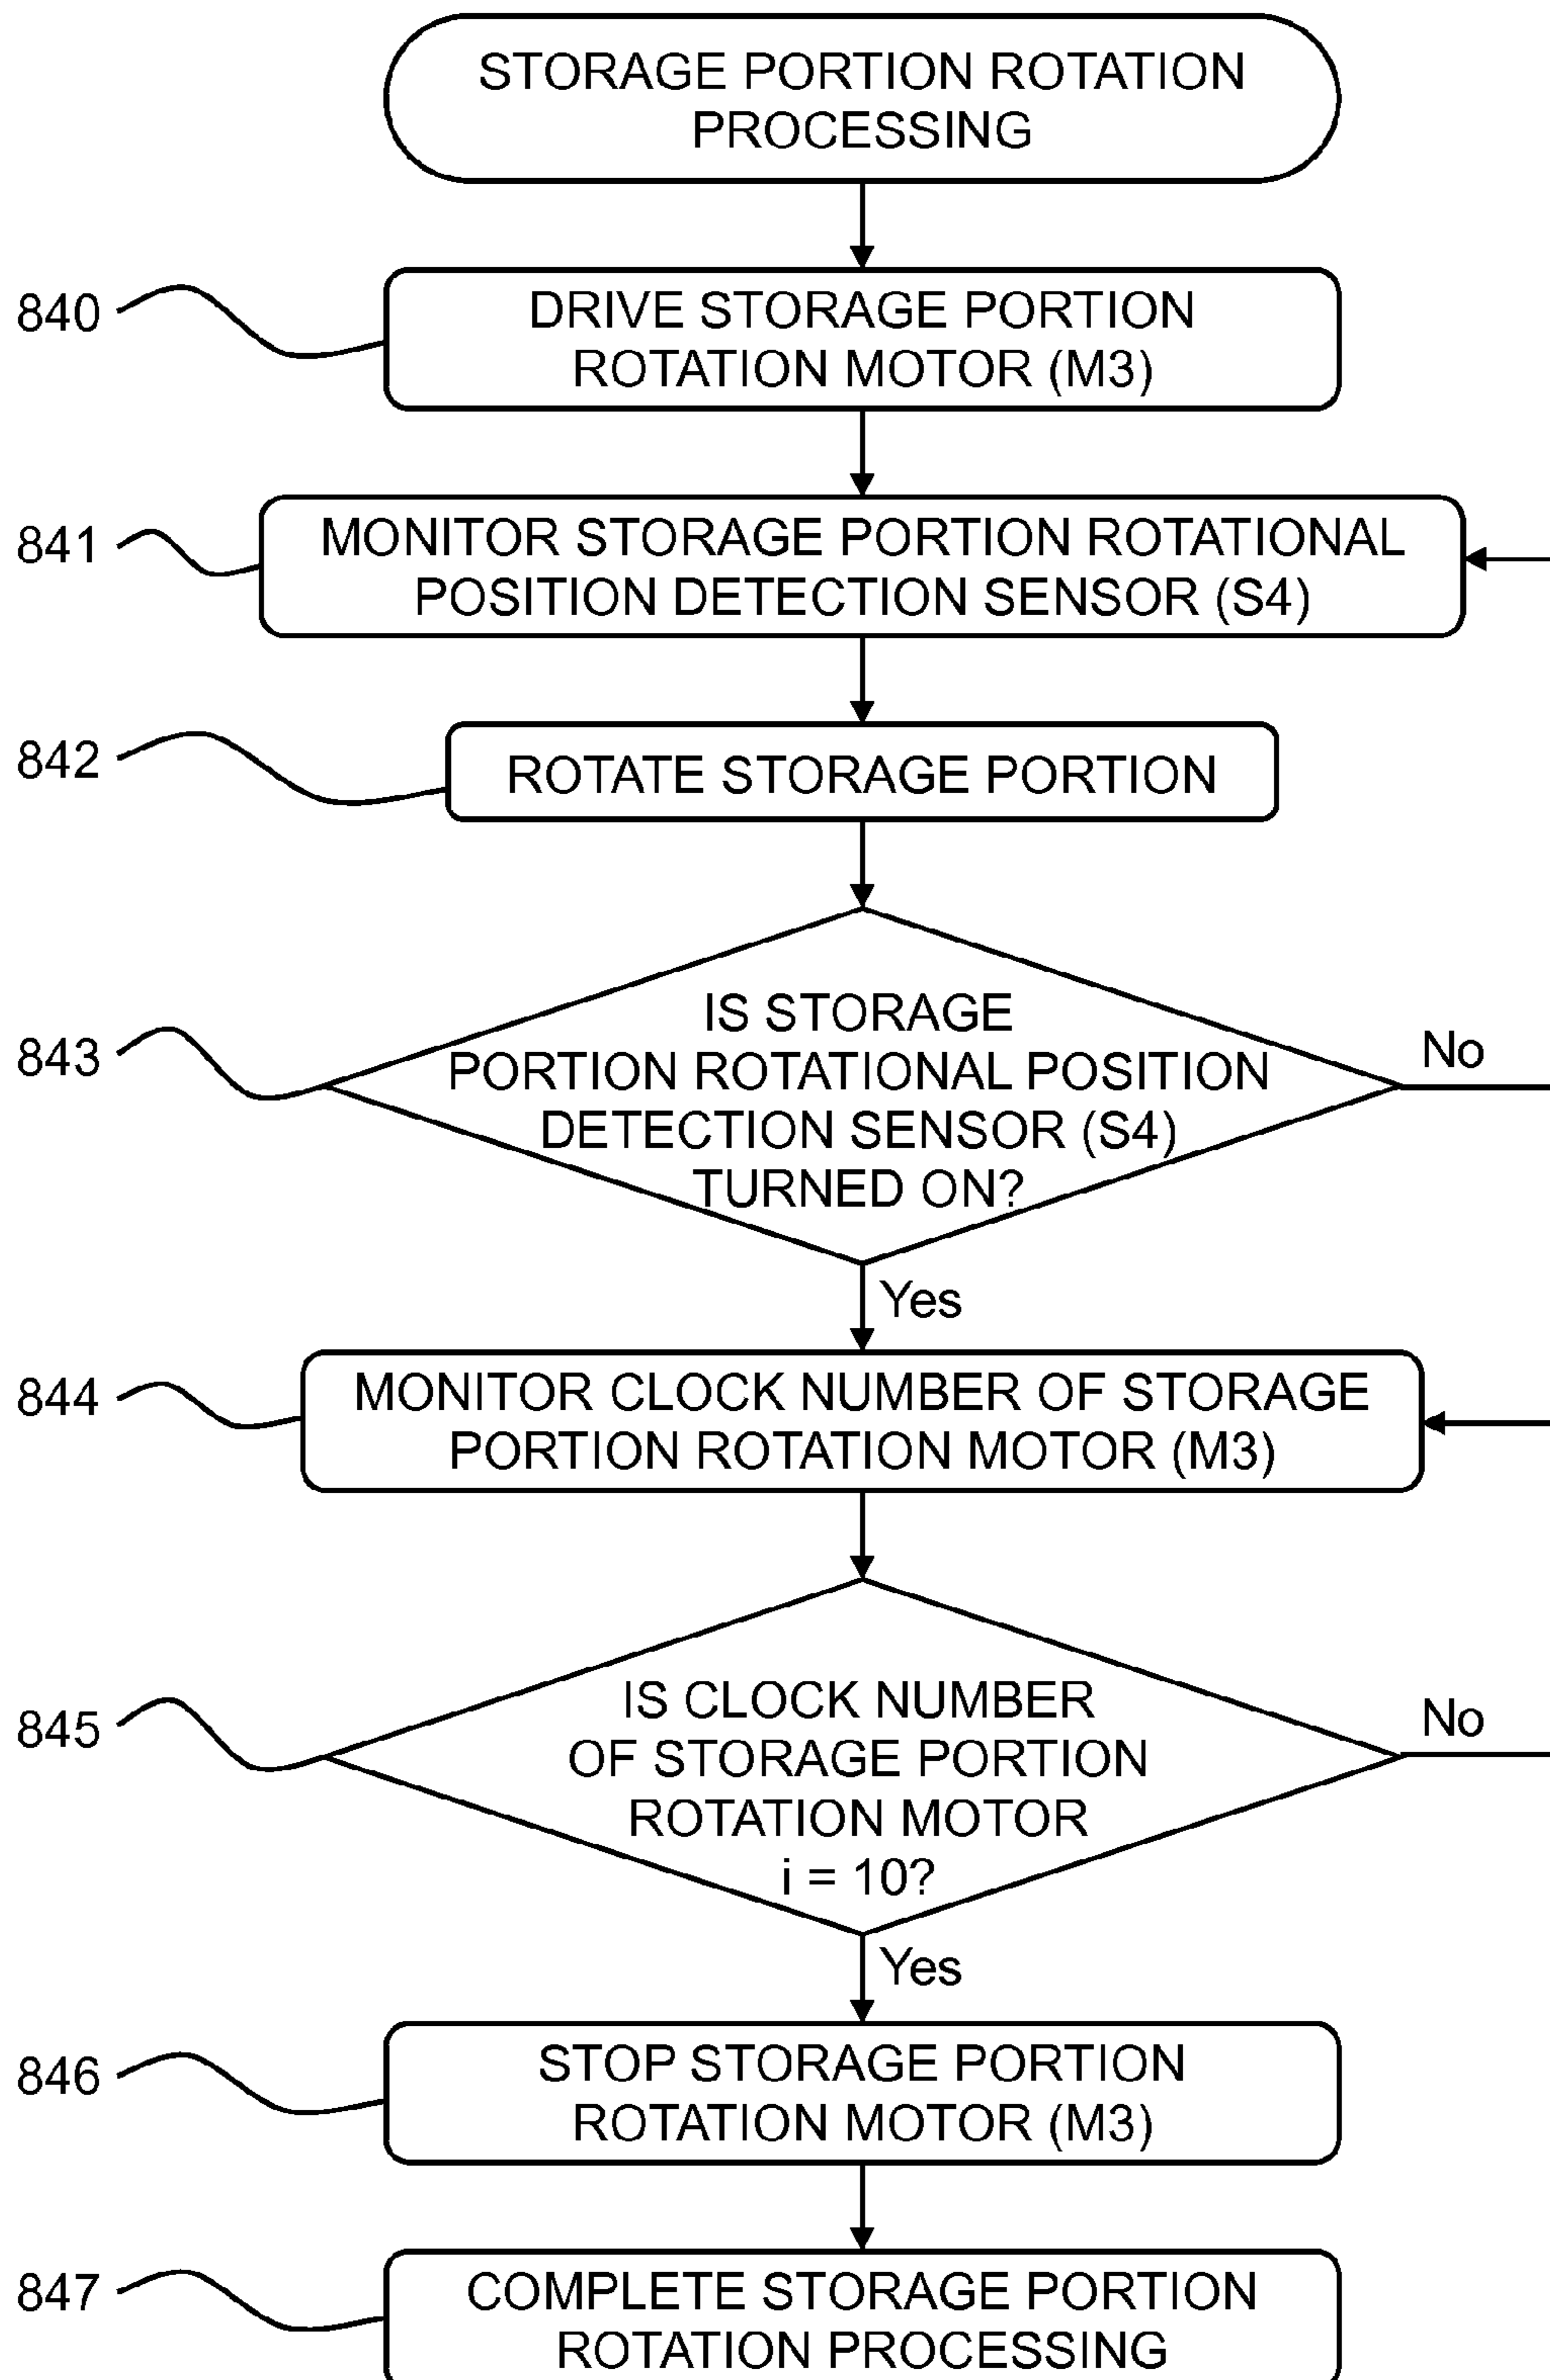 STORAGE PORTION ROTATION
PROCESSING
840
DRIVE STORAGE PORTION
ROTATION MOTOR (M3)
841
MONITOR STORAGE PORTION ROTATIONAL
POSITION DETECTION SENSOR (S4)
842
ROTATE STORAGE PORTION
843
IS STORAGE
PORTION ROTATIONAL POSITION
DETECTION SENSOR (S4)
TURNED ON?
No
Yes
844
MONITOR CLOCK NUMBER OF STORAGE
PORTION ROTATION MOTOR (M3)
845
IS CLOCK NUMBER
OF STORAGE PORTION
ROTATION MOTOR
i = 10?
No
Yes
846
STOP STORAGE PORTION
ROTATION MOTOR (M3)
847
COMPLETE STORAGE PORTION
ROTATION PROCESSING